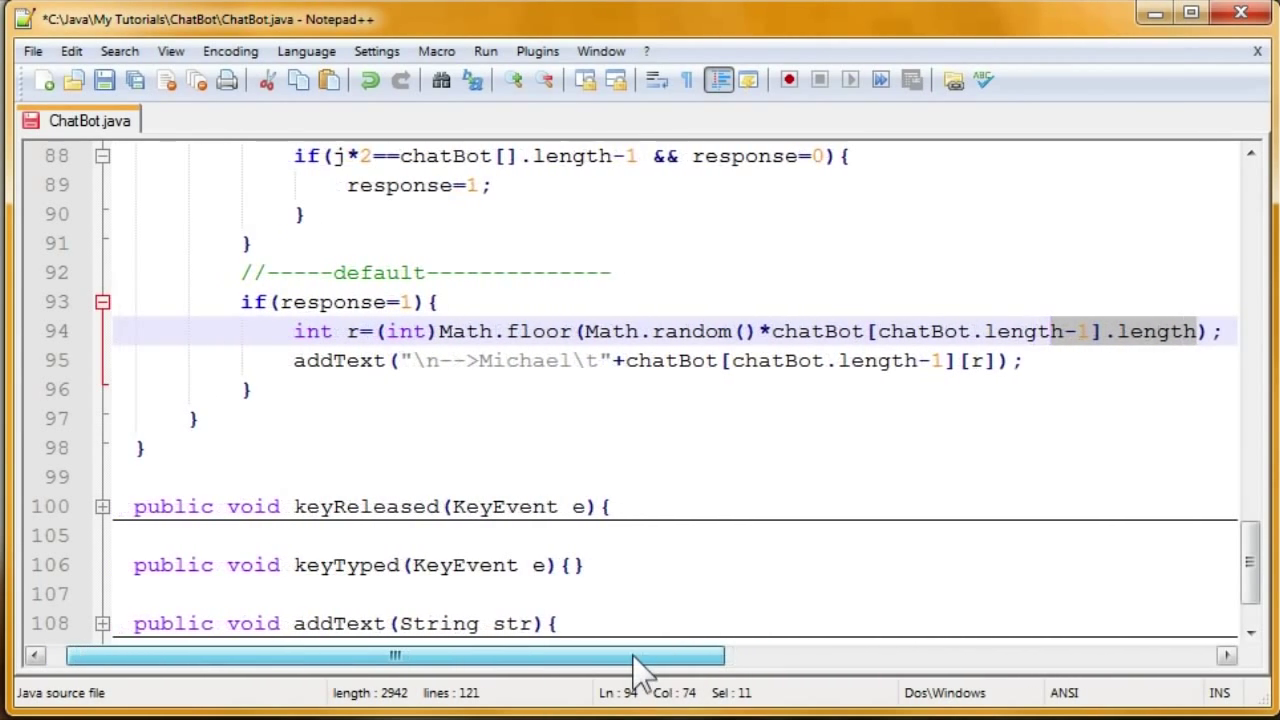 *C:\Java\My Tutorials\ChatBot\ChatBot.java - Notepad++
File Edit Search View Encoding Language Settings Macro Run Plugins Window ? X
ChatBot.java
88 if(j*2==chatBot[].length-1 && response=0){
89 response=1;
90 }
91 }
92 //-----default--------------
93 if(response=1){
94 int r=(int)Math.floor(Math.random()*chatBot[chatBot.length-1].length);
95 addText("\n-->Michael\t"+chatBot[chatBot.length-1][r]);
96 }
97 }
98 }
99
100 public void keyReleased(KeyEvent e){
105
106 public void keyTyped(KeyEvent e){}
107
108 public void addText(String str){
Java source file length : 2942 lines : 121 Ln : 94 Col : 74 Sel : 11 Dos\Windows ANSI INS